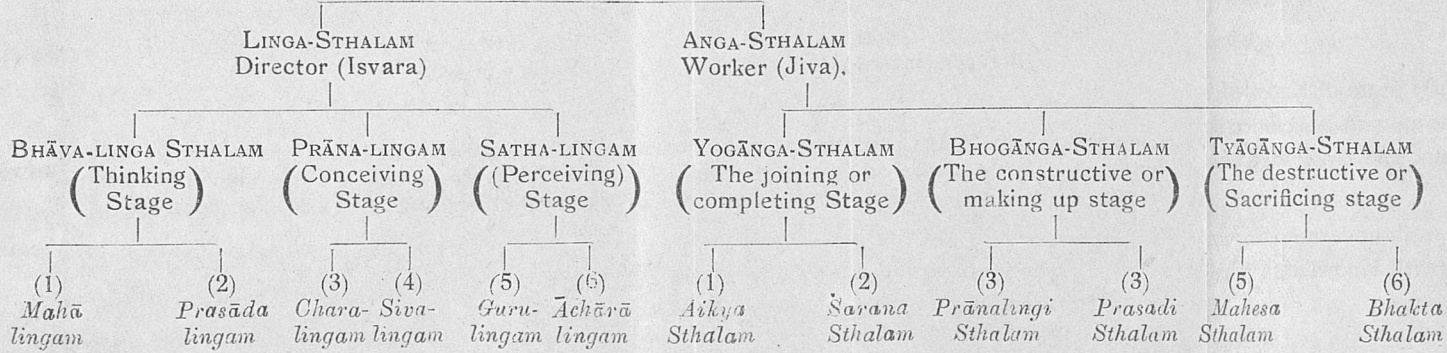 LINGA-STHALAM ANGA-STHALAM
Director (Isvara) Worker (Jiva).
BHĀVA-LINGA STHALAM PRĀNA-LINGAM SATHA-LINGAM YOGĀNGA-STHALAM BHOGĀNGA-STHALAM TYĀGĀNGA-STHALAM
(Thinking Stage) (Conceiving Stage) ((Perceiving) Stage) (The joining or completing Stage) (The constructive or making up stage) (The destructive or Sacrificing stage)
(1) (2) (3) (4) (5) (6) (1) (2) (3) (3) (5) (6)
Mahā Prasāda Chara- Siva- Guru- Āchārā Aikya Sarana Prānalingi Prasadi Mahesa Bhakta
lingam lingam lingam lingam lingam lingam Sthalam Sthalam Sthalam Sthalam Sthalam Sthalam